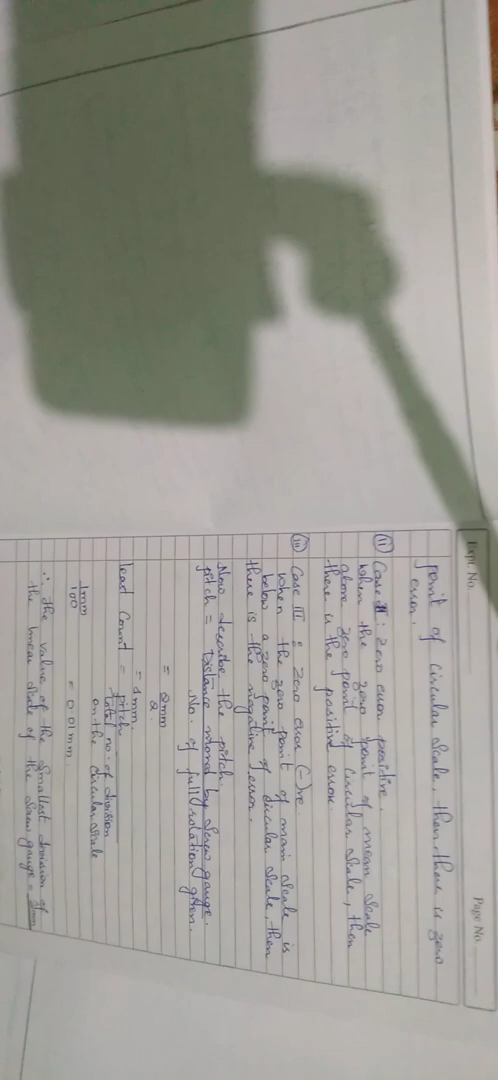 Expt. No.
Page No.
point of circular scale, then there is zero
error.
(ii) Case II : zero error positive.
when the zero point of mean scale
above zero point of circular scale, then
there is the positive error.
(iii) Case III : zero error (-)ve
when the zero point of main scale is
below a zero point of circular scale, then
there is the negative error.
Now describe the pitch
pitch = Distance moved by screw gauge.
No. of full rotation given.
= 2mm
2
= 1mm
least Count = pitch
total no. of division
on the circular scale
1mm
100
= 0.01mm.
∴ the value of the smallest division of
the linear scale of the screw gauge = 1mm